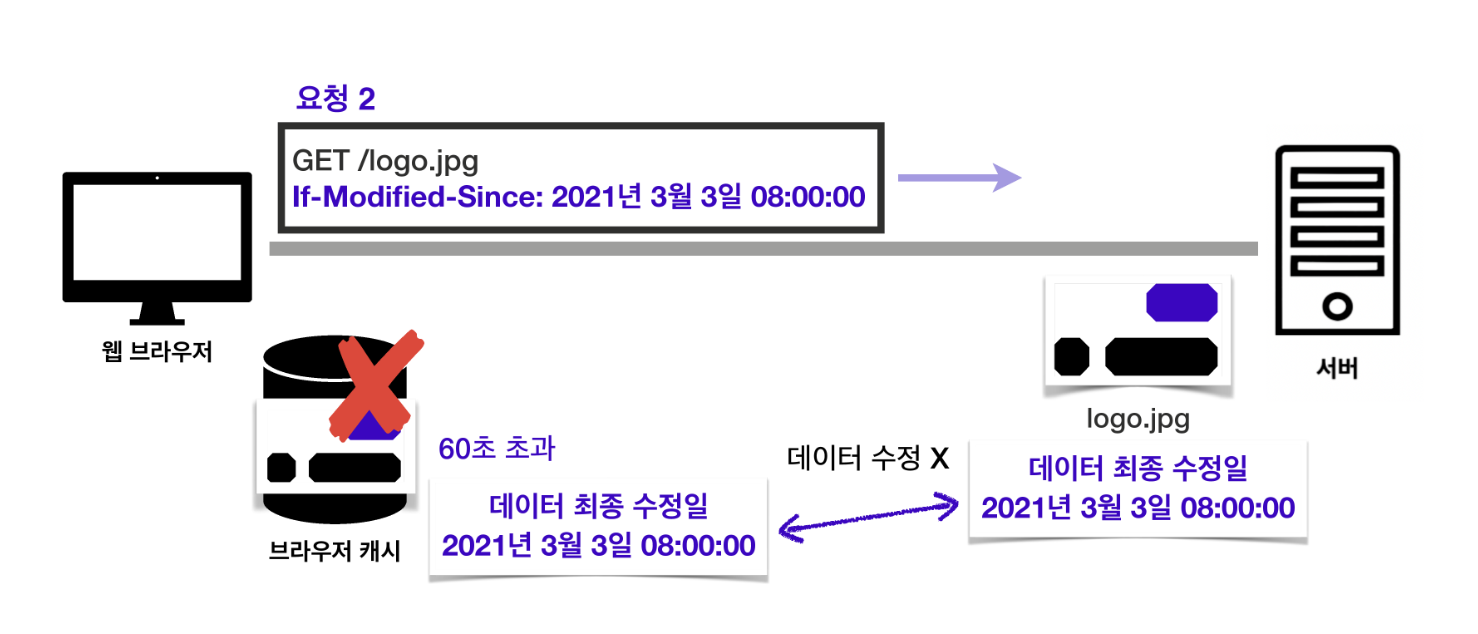 요청 2
GET /logo.jpg
If-Modified-Since: 2021년 3월 3일 08:00:00
웹 브라우저
서버
logo.jpg
60초 초과
데이터 수정 X
데이터 최종 수정일
2021년 3월 3일 08:00:00
데이터 최종 수정일
2021년 3월 3일 08:00:00
브라우저 캐시